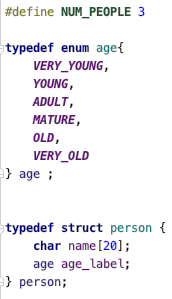 #define NUM_PEOPLE 3
typedef enum age{
VERY_YOUNG,
YOUNG,
ADULT,
MATURE,
OLD,
VERY_OLD
} age ;
typedef struct person {
char name[20];
age age_label;
} person;